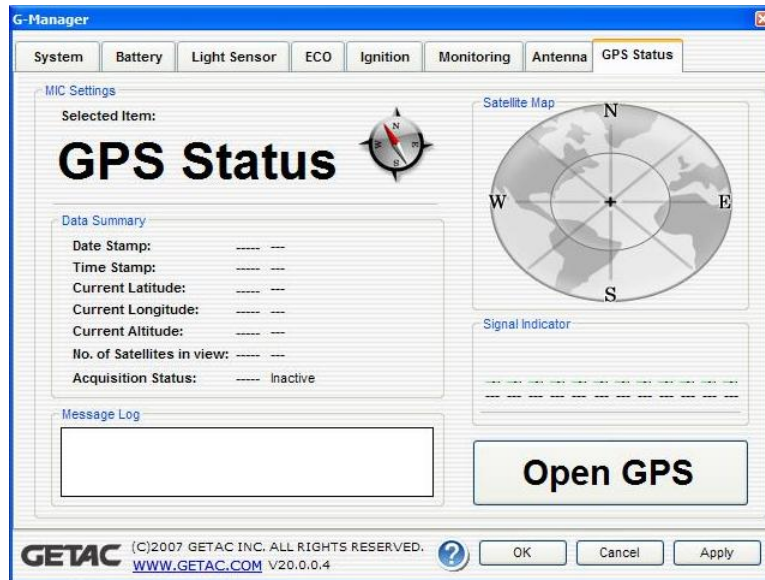 G-Manager
System Battery Light Sensor ECO Ignition Monitoring Antenna GPS Status
MIC Settings
Selected Item:
GPS Status
N
W E
S
Data Summary
Date Stamp: ----- ---
Time Stamp: ----- ---
Current Latitude: ----- ---
Current Longitude: ----- ---
Current Altitude: ----- ---
No. of Satellites in view: ----- ---
Acquisition Status: ----- Inactive
Message Log
Satellite Map
N
W E
S
Signal Indicator
--- --- --- --- --- --- --- --- --- --- --- ---
Open GPS
GETAC (C)2007 GETAC INC. ALL RIGHTS RESERVED.
WWW.GETAC.COM V20.0.0.4
? OK Cancel Apply